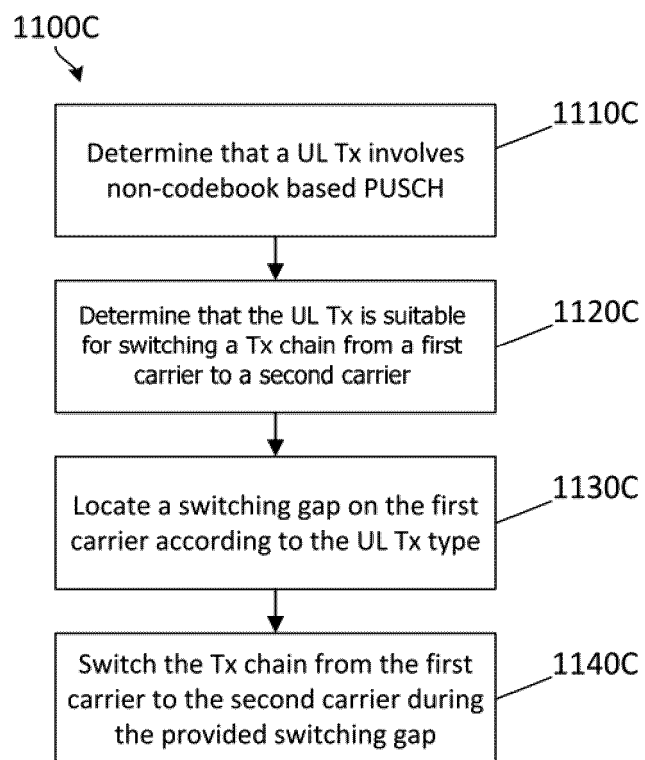 1100C
1110C
Determine that a UL Tx involves
non-codebook based PUSCH
1120C
Determine that the UL Tx is suitable
for switching a Tx chain from a first
carrier to a second carrier
1130C
Locate a switching gap on the first
carrier according to the UL Tx type
1140C
Switch the Tx chain from the first
carrier to the second carrier during
the provided switching gap